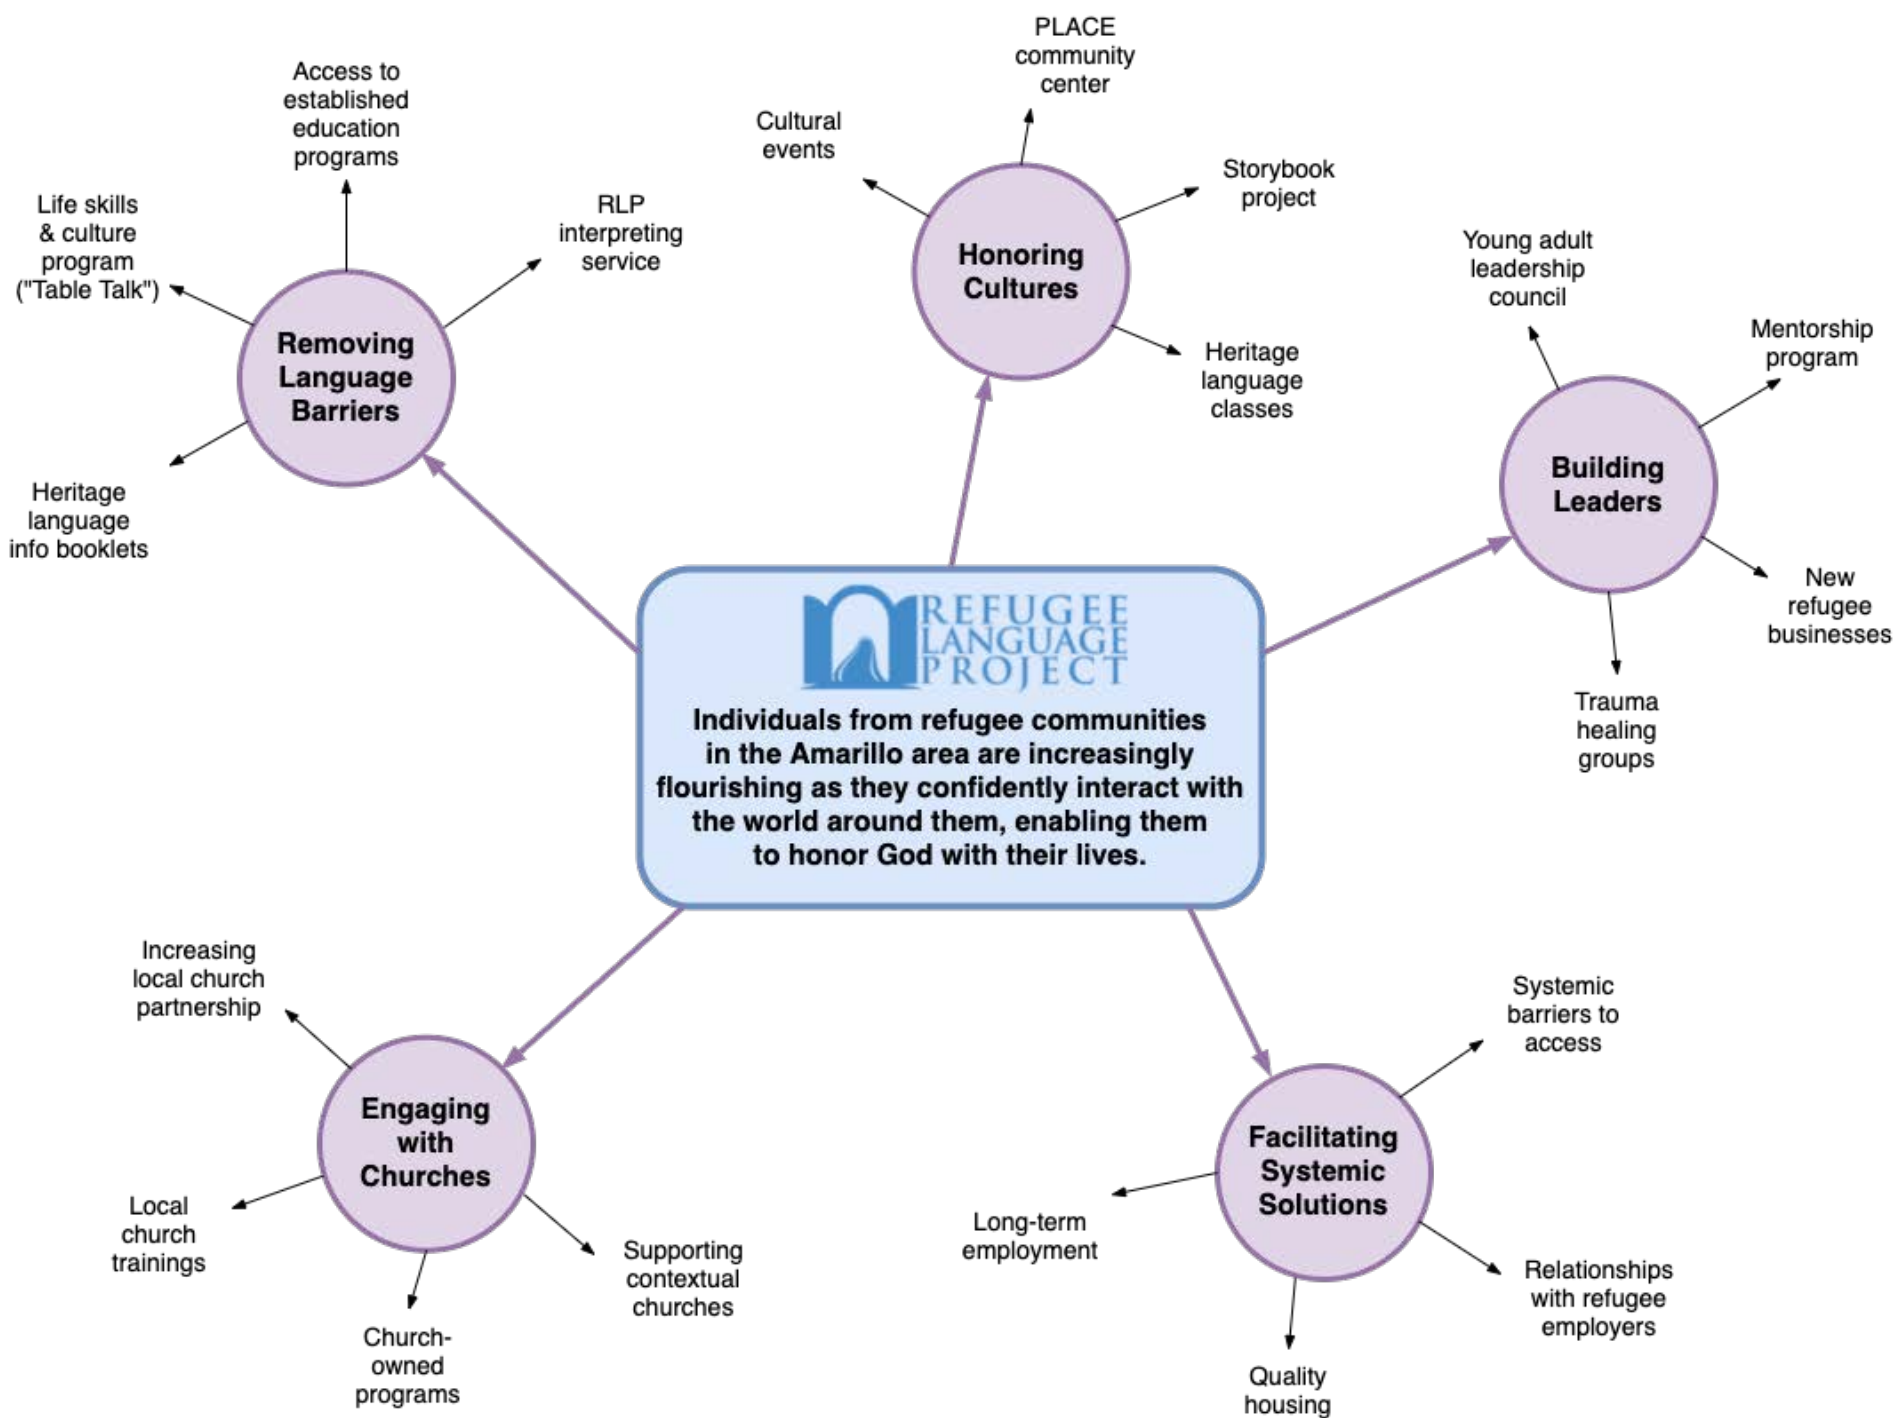 PLACE
community
center
Access to
established
education
programs
Cultural
events
Storybook
project
Life skills
& culture
program
("Table Talk")
RLP
interpreting
service
Honoring
Cultures
Young adult
leadership
council
Mentorship
program
Removing
Language
Barriers
Heritage
language
classes
Building
Leaders
Heritage
language
info booklets
New
refugee
businesses
Trauma
healing
groups
REFUGEE
LANGUAGE
PROJECT
Individuals from refugee communities
in the Amarillo area are increasingly
flourishing as they confidently interact with
the world around them, enabling them
to honor God with their lives.
Increasing
local church
partnership
Systemic
barriers to
access
Engaging
with
Churches
Facilitating
Systemic
Solutions
Local
church
trainings
Supporting
contextual
churches
Long-term
employment
Relationships
with refugee
employers
Church-
owned
programs
Quality
housing